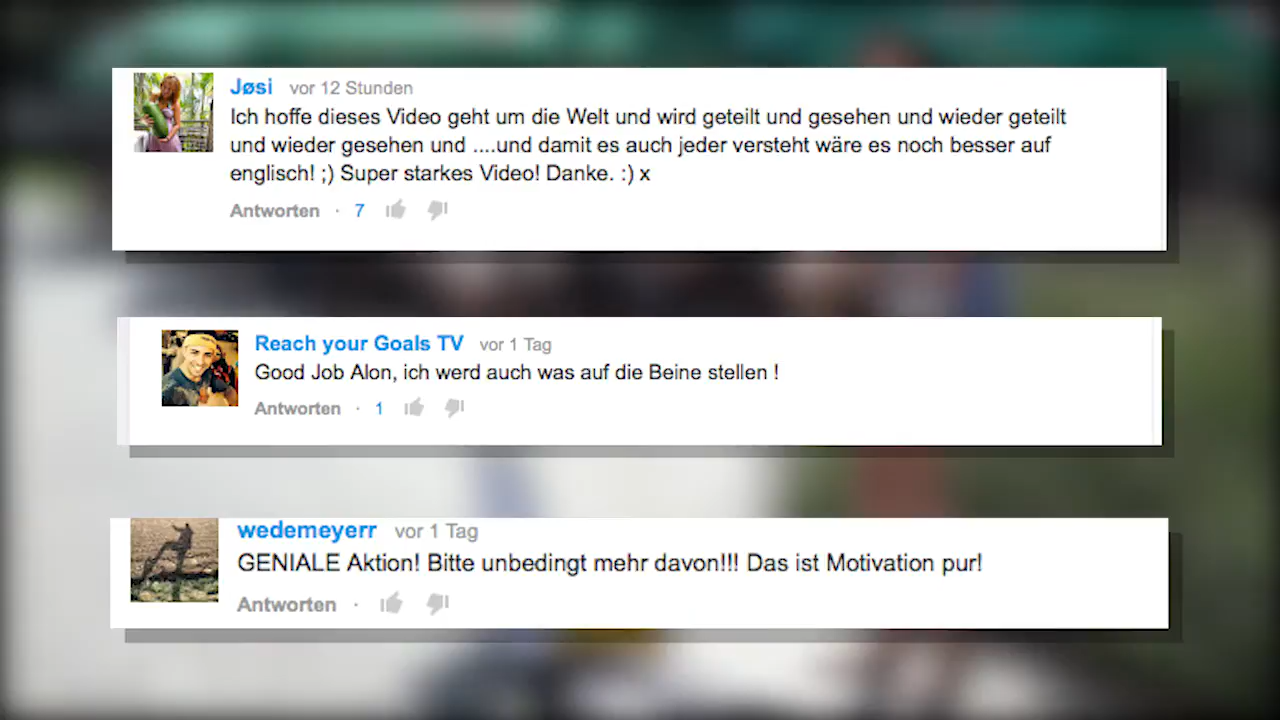 Jøsi vor 12 Stunden
Ich hoffe dieses Video geht um die Welt und wird geteilt und gesehen und wieder geteilt
und wieder gesehen und ....und damit es auch jeder versteht wäre es noch besser auf
englisch! ;) Super starkes Video! Danke. :) x
Antworten · 7
Reach your Goals TV vor 1 Tag
Good Job Alon, ich werd auch was auf die Beine stellen !
Antworten · 1
wedemeyerr vor 1 Tag
GENIALE Aktion! Bitte unbedingt mehr davon!!! Das ist Motivation pur!
Antworten ·